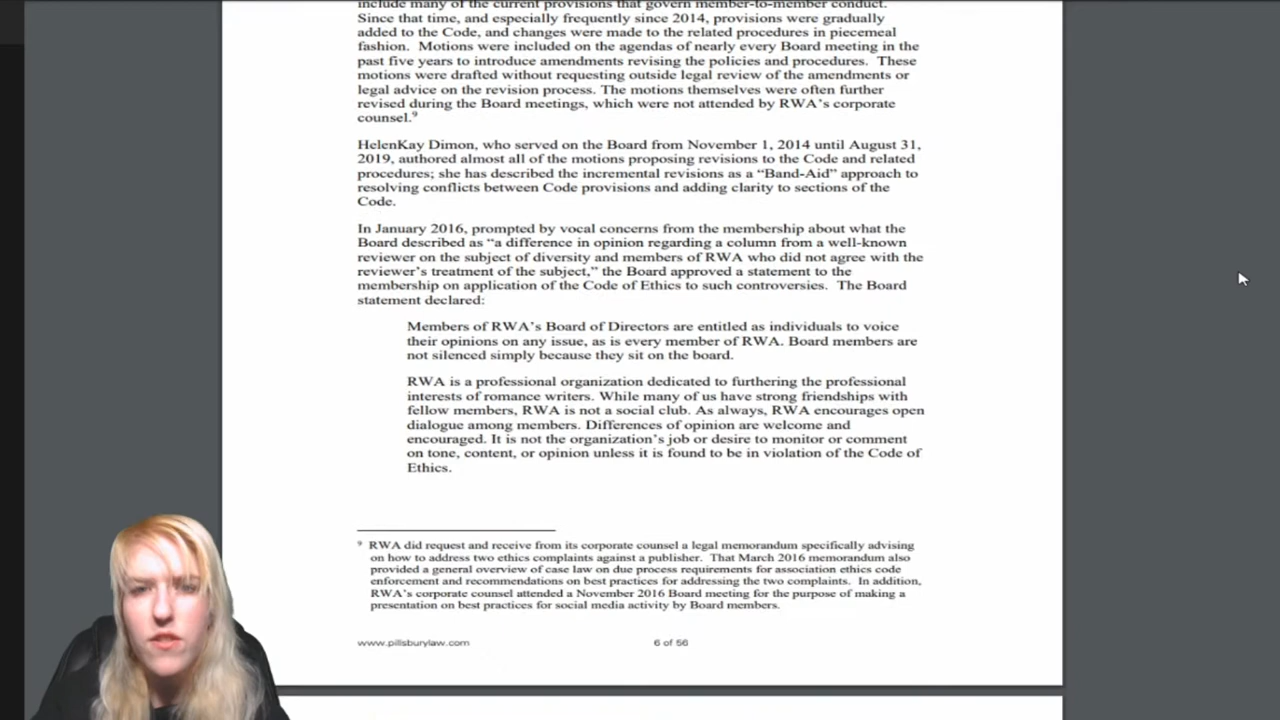 include many of the current provisions that govern member-to-member conduct.
Since that time, and especially frequently since 2014, provisions were gradually
added to the Code, and changes were made to the related procedures in piecemeal
fashion.  Motions were included on the agendas of nearly every Board meeting in the
past five years to introduce amendments revising the policies and procedures.  These
motions were drafted without requesting outside legal review of the amendments or
legal advice on the revision process. The motions themselves were often further
revised during the Board meetings, which were not attended by RWA's corporate
counsel.⁹
HelenKay Dimon, who served on the Board from November 1, 2014 until August 31,
2019, authored almost all of the motions proposing revisions to the Code and related
procedures; she has described the incremental revisions as a “Band-Aid” approach to
resolving conflicts between Code provisions and adding clarity to sections of the
Code.
In January 2016, prompted by vocal concerns from the membership about what the
Board described as “a difference in opinion regarding a column from a well-known
reviewer on the subject of diversity and members of RWA who did not agree with the
reviewer's treatment of the subject,” the Board approved a statement to the
membership on application of the Code of Ethics to such controversies.  The Board
statement declared:
Members of RWA's Board of Directors are entitled as individuals to voice
their opinions on any issue, as is every member of RWA. Board members are
not silenced simply because they sit on the board.
RWA is a professional organization dedicated to furthering the professional
interests of romance writers. While many of us have strong friendships with
fellow members, RWA is not a social club. As always, RWA encourages open
dialogue among members. Differences of opinion are welcome and
encouraged. It is not the organization's job or desire to monitor or comment
on tone, content, or opinion unless it is found to be in violation of the Code of
Ethics.
⁹ RWA did request and receive from its corporate counsel a legal memorandum specifically advising
on how to address two ethics complaints against a publisher.  That March 2016 memorandum also
provided a general overview of case law on due process requirements for association ethics code
enforcement and recommendations on best practices for addressing the two complaints.  In addition,
RWA's corporate counsel attended a November 2016 Board meeting for the purpose of making a
presentation on best practices for social media activity by Board members.
www.pillsburylaw.com
6 of 56